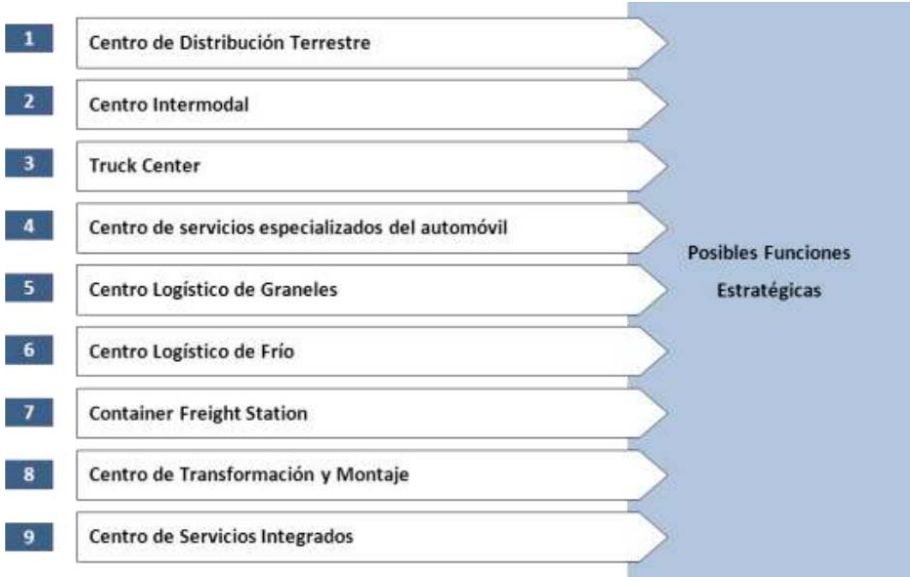 1 Centro de Distribución Terrestre
2 Centro Intermodal
3 Truck Center
4 Centro de servicios especializados del automóvil
5 Centro Logístico de Graneles
6 Centro Logístico de Frío
7 Container Freight Station
8 Centro de Transformación y Montaje
9 Centro de Servicios Integrados
Posibles Funciones
Estratégicas